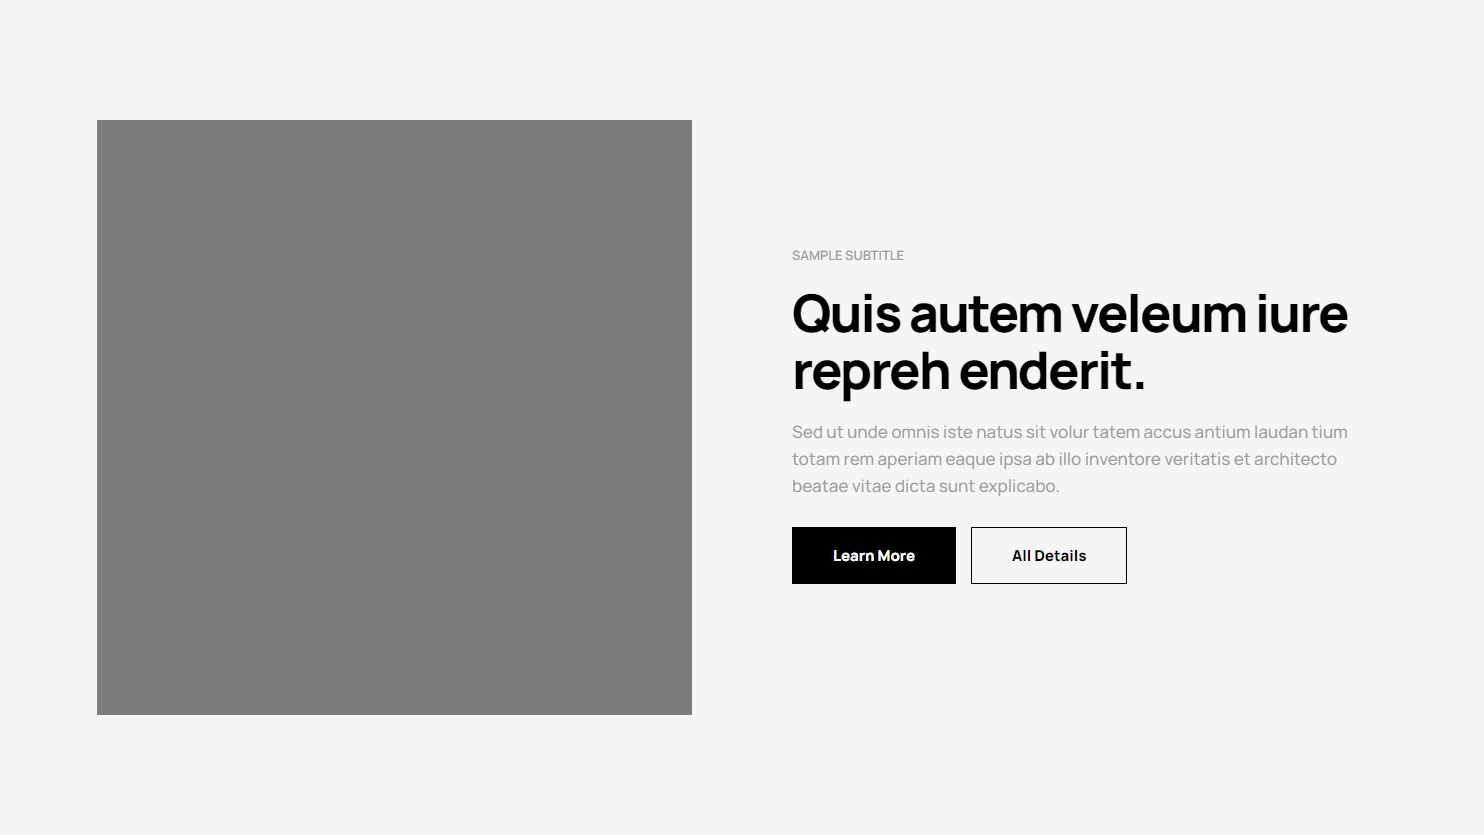 SAMPLE SUBTITLE
Quis autem veleum iure
repreh enderit.
Sed ut unde omnis iste natus sit volur tatem accus antium laudan tium
totam rem aperiam eaque ipsa ab illo inventore veritatis et architecto
beatae vitae dicta sunt explicabo.
Learn More
All Details